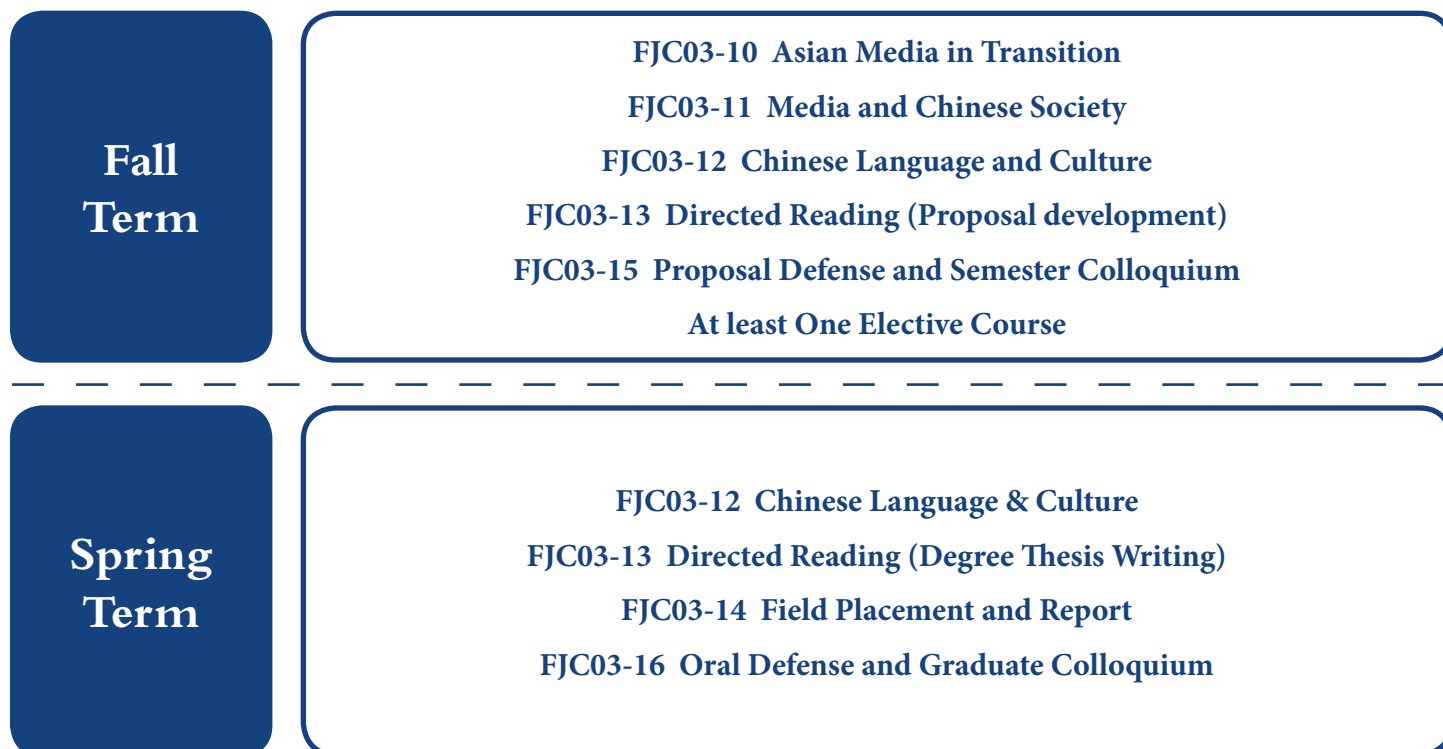 Fall
Term
FJC03-10 Asian Media in Transition
FJC03-11 Media and Chinese Society
FJC03-12 Chinese Language and Culture
FJC03-13 Directed Reading (Proposal development)
FJC03-15 Proposal Defense and Semester Colloquium
At least One Elective Course
Spring
Term
FJC03-12 Chinese Language & Culture
FJC03-13 Directed Reading (Degree Thesis Writing)
FJC03-14 Field Placement and Report
FJC03-16 Oral Defense and Graduate Colloquium